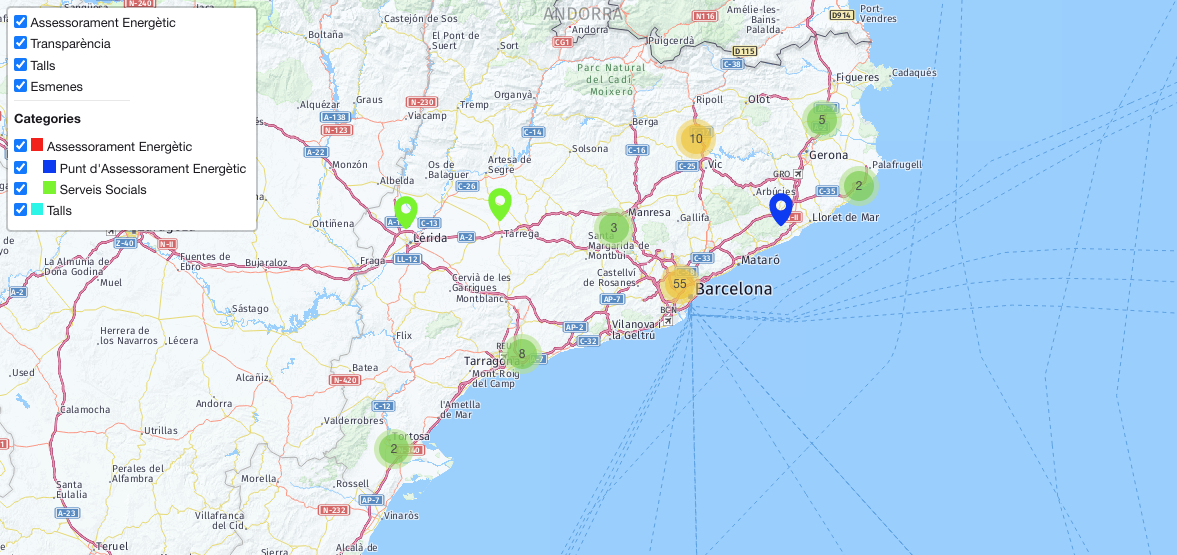 Assessorament Energètic
Transparència
Talls
Esmenes
Categories
Assessorament Energètic
Punt d'Assessorament Energètic
Serveis Socials
Talls
ANDORRA
Andorra
Castejón de Sos
Boltaña
El Pont de
Suert
Sort
CG1
N116
Amélie-les-
Bains-
Palalda
D914
Port-
Vendres
Puigcerdà
D115
C-38
Parc Natural
del Cadí-
Moixeró
Figueres
Cadaqués
Organyà
Ripoll
Olot
Alquézar
Graus
N-230
Tremp
A-138
Viacamp
N-123
C-14
Berga
5
10
A-22
C-16
Solsona
Monzón
Os de
Balaguer
Artesa de
Segre
C-25
Vic
Gerona
Palafrugell
GRO
Albelda
C-26
Arbúcies
C-35
2
Manresa
Gallifa
Lloret de Mar
Ontiñena
C-13
Lérida
A-2
Tàrrega
3
Santa
Margarida de
Montbui
Z-40
N-II
Fuentes de
Ebro
Bujaraloz
Fraga
LL-12
C-33
Mataró
La Almunia de
Doña Godina
Muel
A-2
Cervià de les
Garrigues
Montblanc
Castellví
de Rosanes
55
Barcelona
AP-7
BCN
Sástago
Herrera de
los Navarros
Lécera
Flix
AP-2
Vilanova i
la Geltrú
C-32
8
Tarragona
Mont-Roig
del Camp
Used
Alcañiz
Batea
N-420
Calamocha
Andorra
C-12
l'Ametlla
de Mar
Valderrobres
Utrillas
Tortosa
2
Perales del
Alfambra
Morella
Santa
Eulalia
Rossell
A-23
AP-7
Villafranca
del Cid
N-232
Vinaròs
Teruel
Sierra
Alcalà de